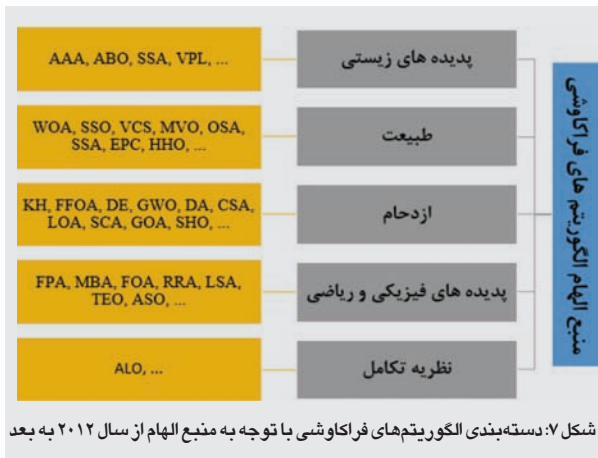 منبع الهام الگوریتم های فراکاوشی
پدیده های زیستی
AAA, ABO, SSA, VPL, ...
طبیعت
WOA, SSO, VCS, MVO, OSA,
SSA, EPC, HHO, ...
ازدحام
KH, FFOA, DE, GWO, DA, CSA,
LOA, SCA, GOA, SHO, ...
پدیده های فیزیکی و ریاضی
FPA, MBA, FOA, RRA, LSA,
TEO, ASO, ...
نظریه تکامل
ALO, ...
شکل ۷: دسته‌بندی الگوریتم‌های فراکاوشی با توجه به منبع الهام از سال ۲۰۱۲ به بعد